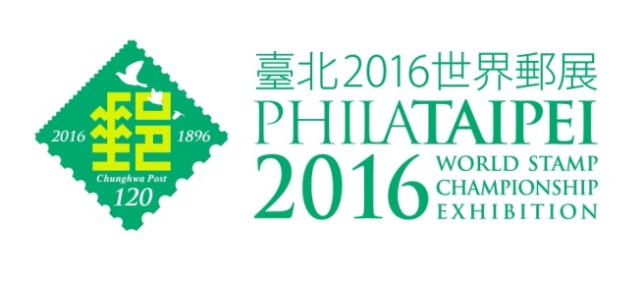 2016 郵 1896
Chunghwa Post
120
臺北2016世界郵展
PHILATAIPEI
2016 WORLD STAMP
CHAMPIONSHIP
EXHIBITION